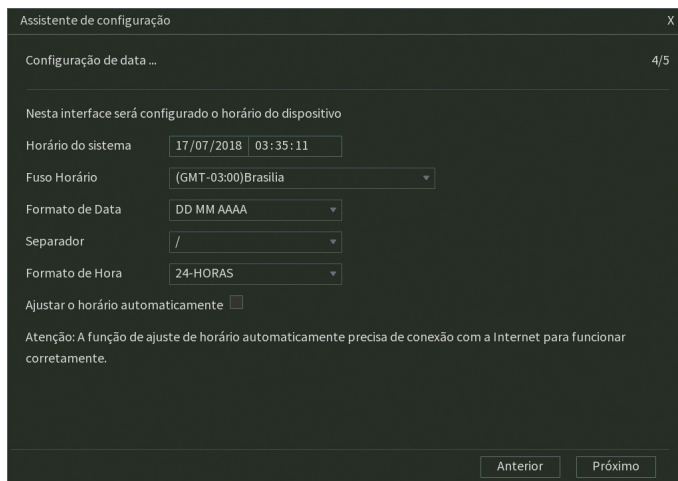 Assistente de configuração X
Configuração de data ... 4/5
Nesta interface será configurado o horário do dispositivo
Horário do sistema 17/07/2018 03:35:11
Fuso Horário (GMT-03:00)Brasilia
Formato de Data DD MM AAAA
Separador /
Formato de Hora 24-HORAS
Ajustar o horário automaticamente
Atenção: A função de ajuste de horário automaticamente precisa de conexão com a Internet para funcionar
corretamente.
Anterior Próximo